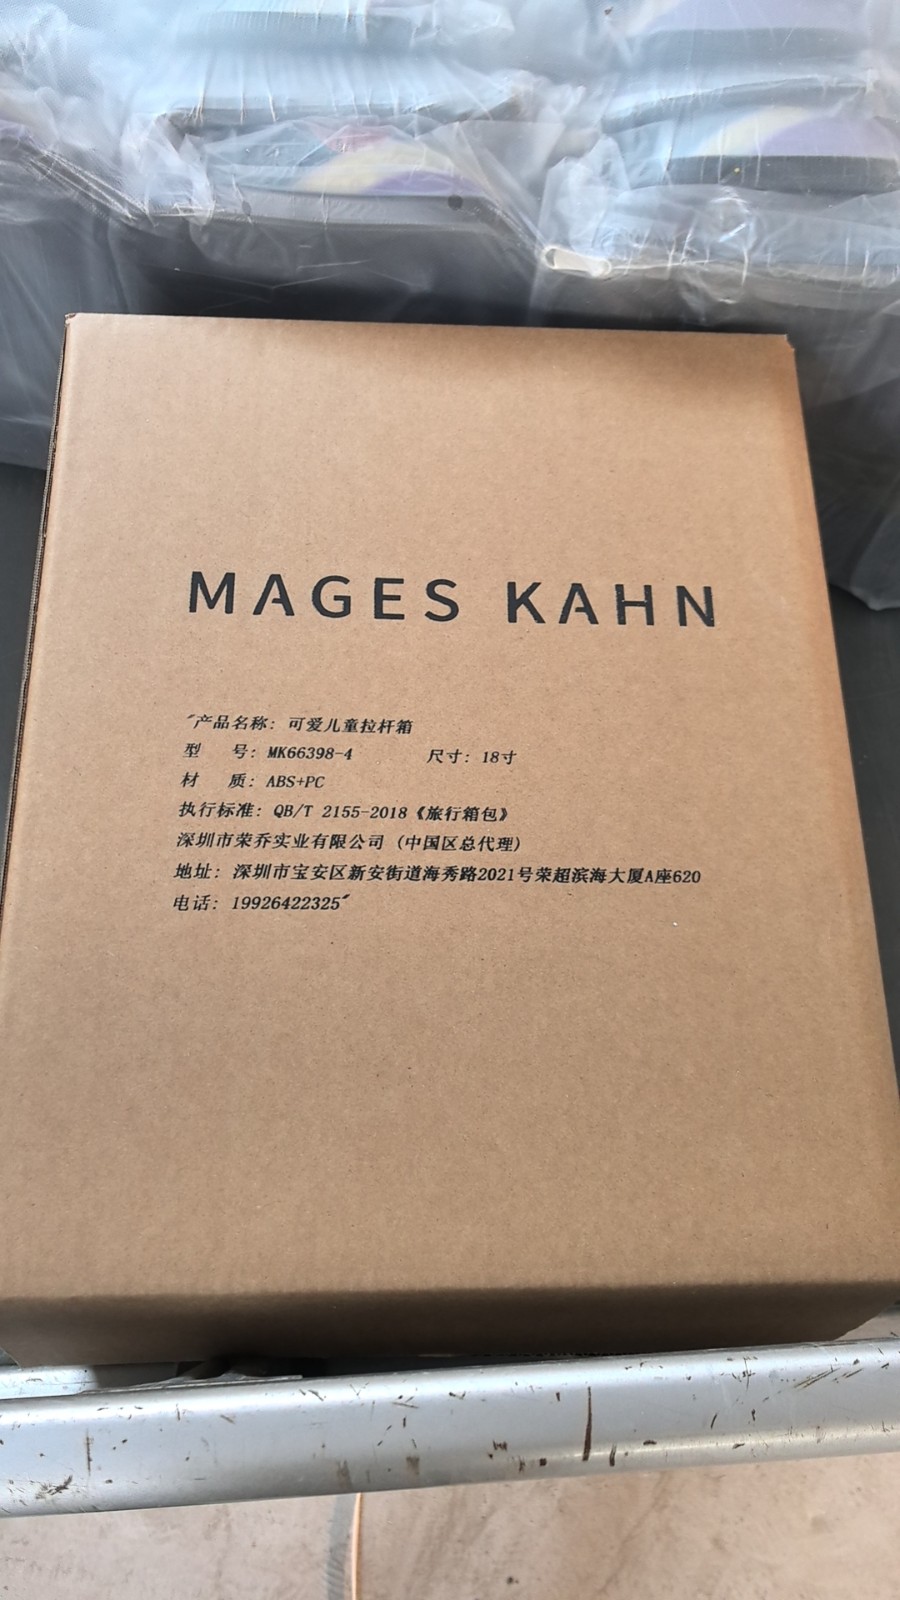 MAGES KAHN
"产品名称: 可爱儿童拉杆箱
型 号: MK66398-4 尺寸: 18寸
材 质: ABS+PC
执行标准: QB/T 2155-2018《旅行箱包》
深圳市荣乔实业有限公司 (中国区总代理)
地址: 深圳市宝安区新安街道海秀路2021号荣超滨海大厦A座620
电话: 19926422325"